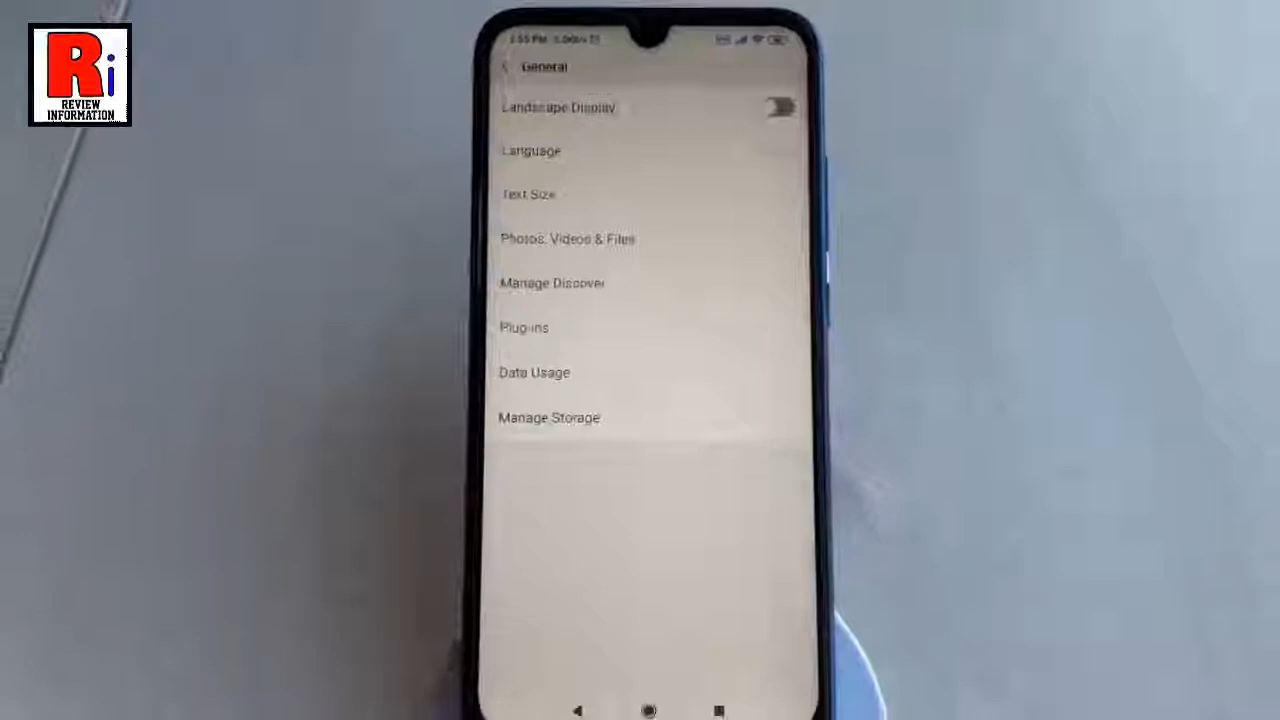 Ri
REVIEW
INFORMATION
General
Landscape Display
Language
Text Size
Photos, Videos & Files
Manage Discover
Plug-ins
Data Usage
Manage Storage